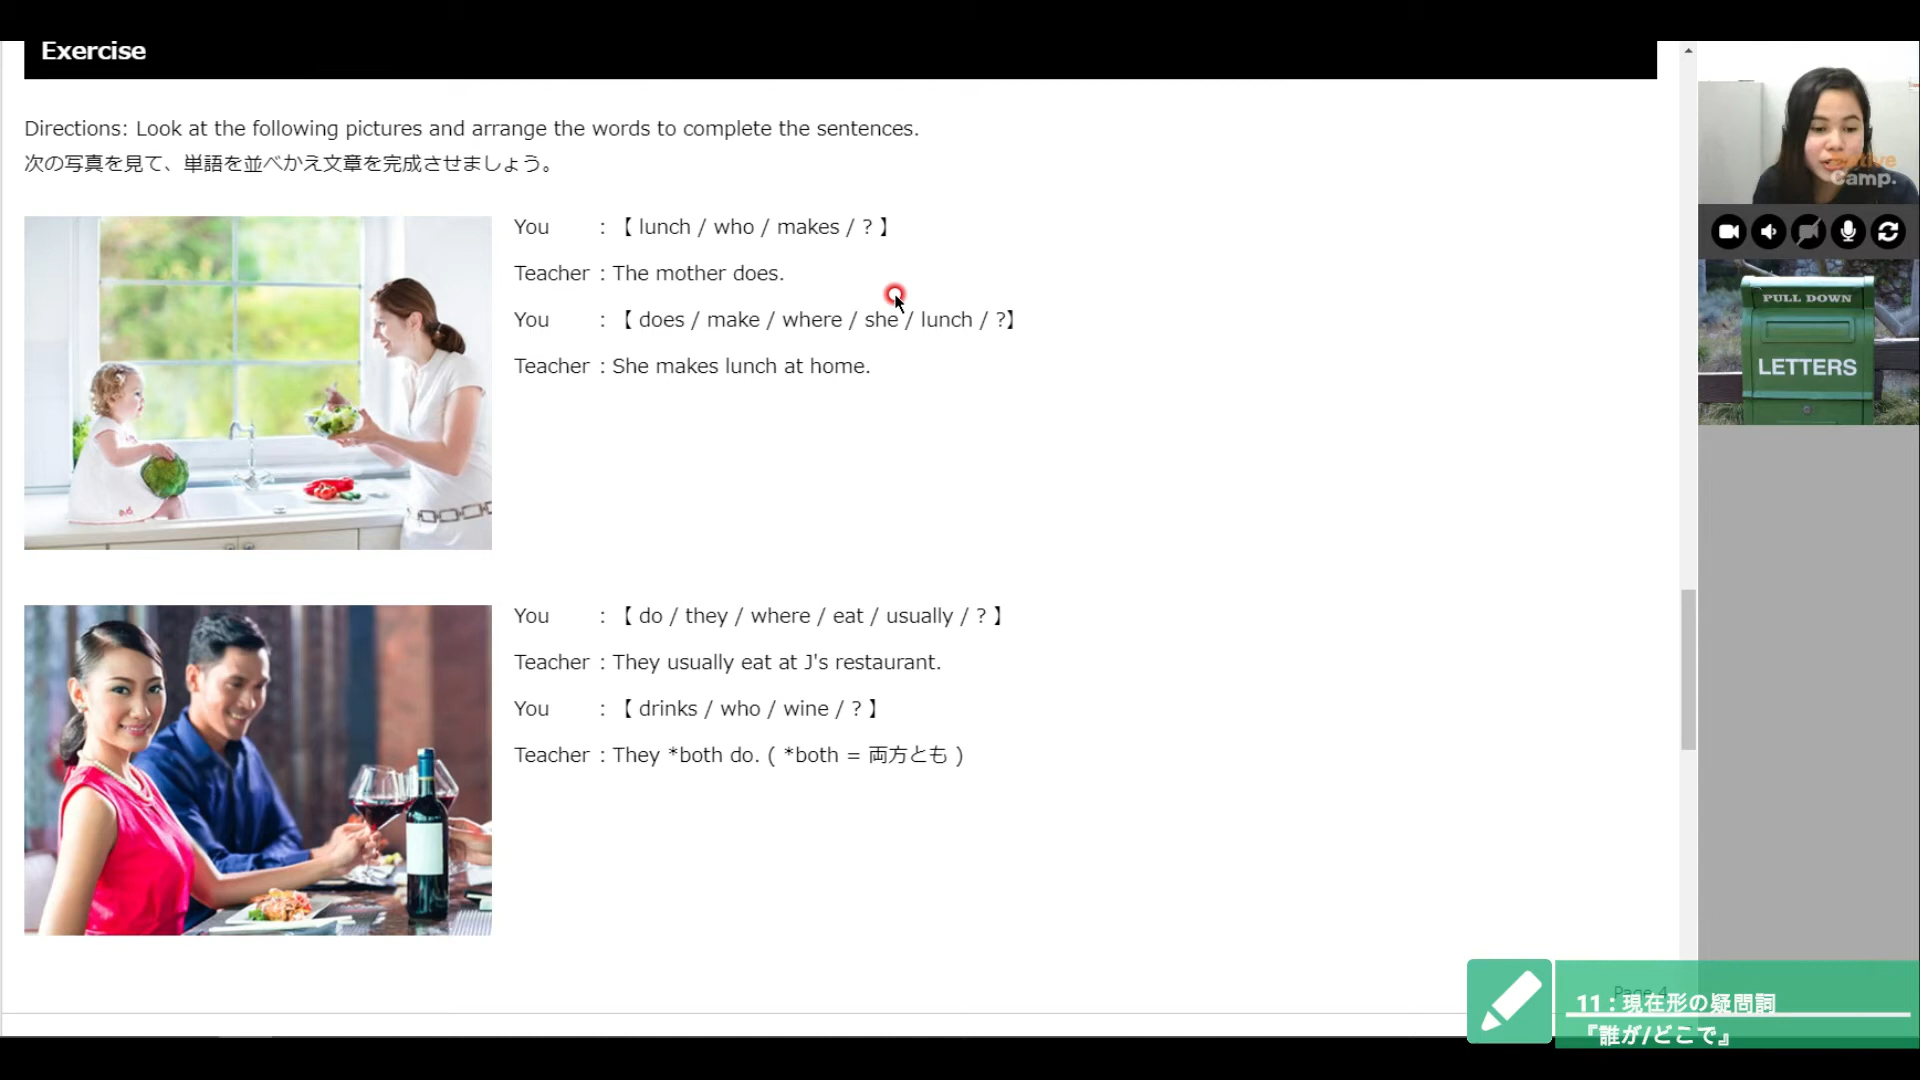 Exercise
Directions: Look at the following pictures and arrange the words to complete the sentences.
次の写真を見て、単語を並べかえ文章を完成させましょう。
You : 【 lunch / who / makes / ? 】
Teacher : The mother does.
You : 【 does / make / where / she / lunch / ?】
Teacher : She makes lunch at home.
You : 【 do / they / where / eat / usually / ? 】
Teacher : They usually eat at J's restaurant.
You : 【 drinks / who / wine / ? 】
Teacher : They *both do. ( *both = 両方とも )
Native
Camp.
PULL DOWN
LETTERS
Page 4
11：現在形の疑問詞
『誰が/どこで』